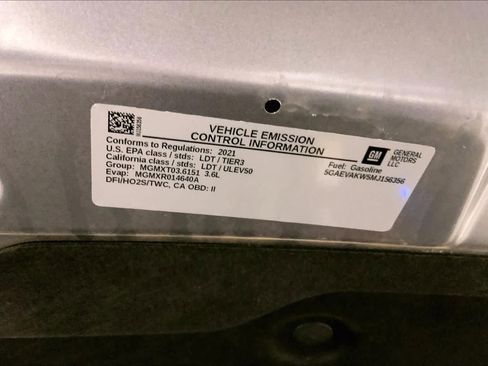 VEHICLE EMISSION
CONTROL INFORMATION
Conforms to Regulations: 2021
U.S. EPA class / stds: LDT / TIER3
California class / stds: LDT / ULEV50
Group: MGMXT03.6151 3.6L
Evap: MGMXR014640A
DFI/HO2S/TWC, CA OBD: II
GM
GENERAL
MOTORS
LLC
Fuel: Gasoline
5GAEVAKW5MJ156356